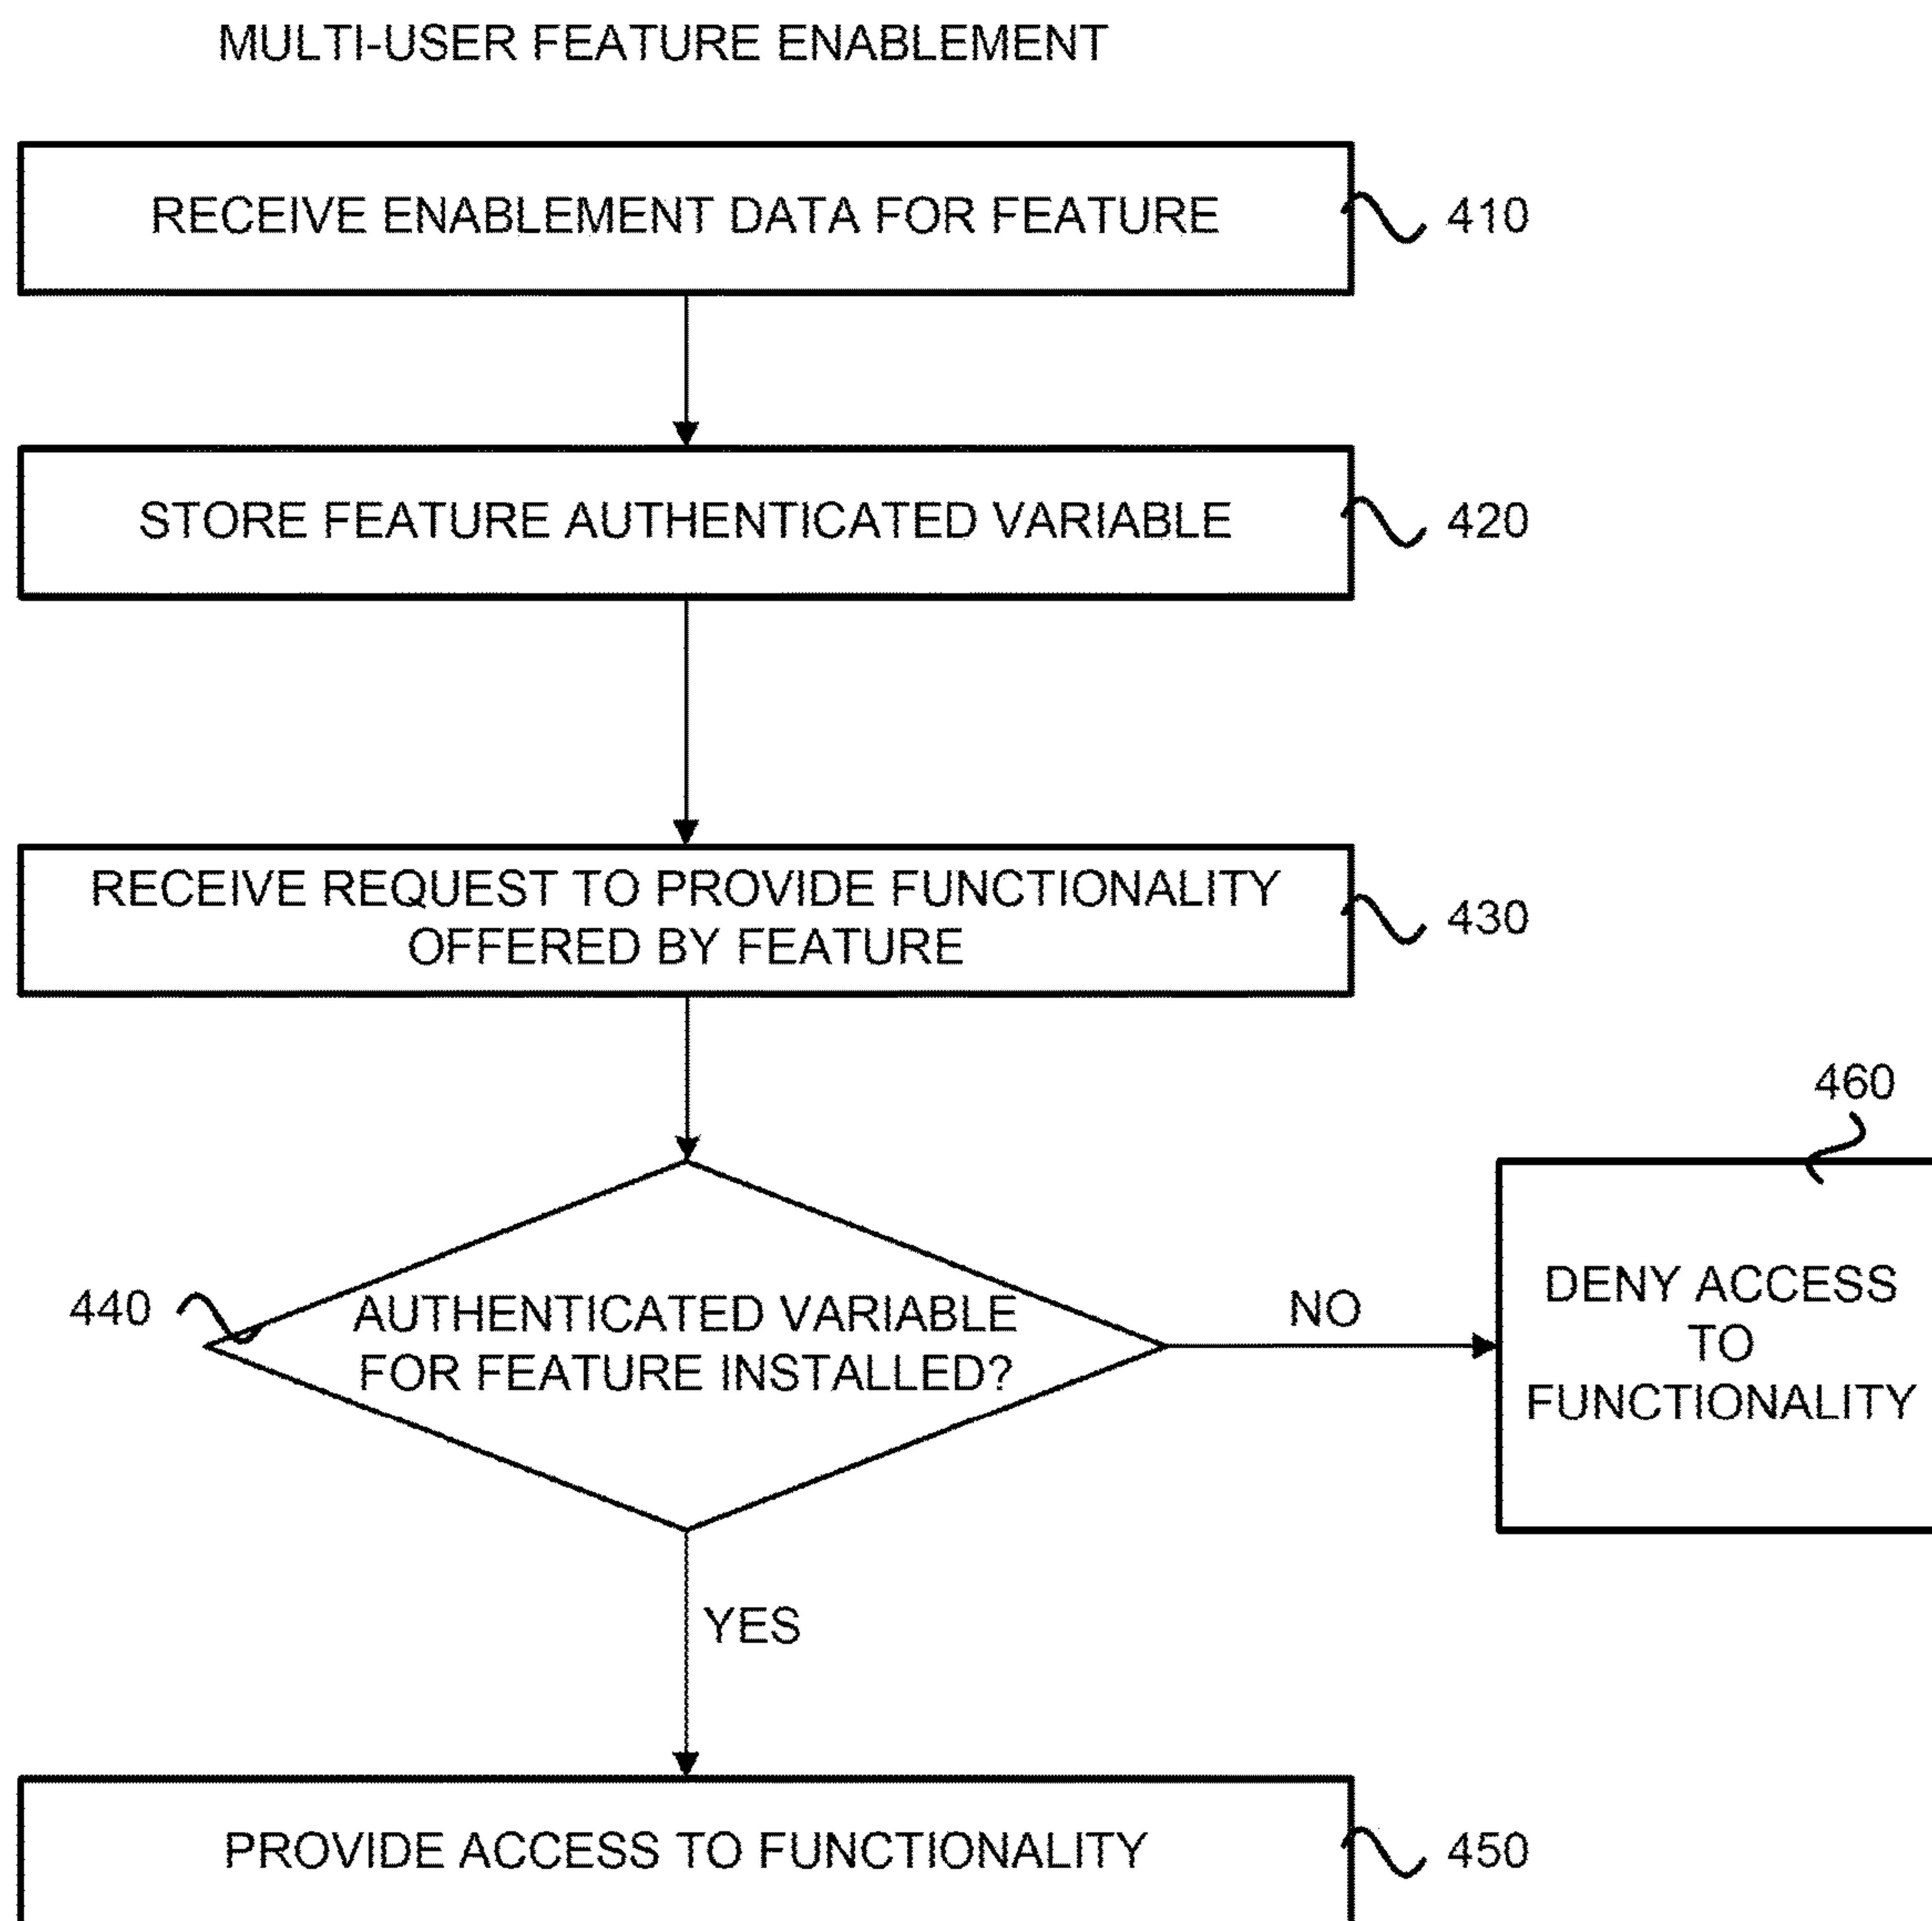 MULTI-USER FEATURE ENABLEMENT
RECEIVE ENABLEMENT DATA FOR FEATURE
410
STORE FEATURE AUTHENTICATED VARIABLE
420
RECEIVE REQUEST TO PROVIDE FUNCTIONALITY
OFFERED BY FEATURE
430
460
440
AUTHENTICATED VARIABLE
FOR FEATURE INSTALLED?
NO
DENY ACCESS
TO
FUNCTIONALITY
YES
PROVIDE ACCESS TO FUNCTIONALITY
450